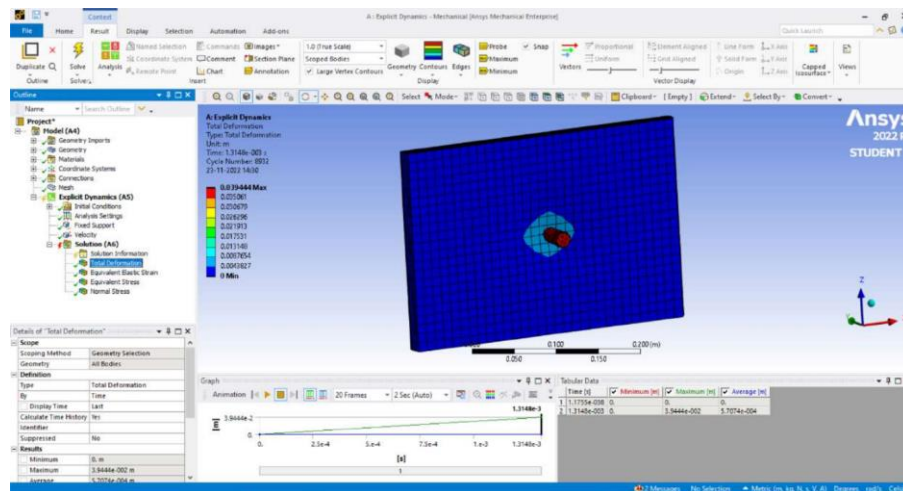 Context
A : Explicit Dynamics - Mechanical [Ansys Mechanical Enterprise]
File Home Result Display Selection Automation Add-ons
Quick Launch
Duplicate Q Solve Analysis Named Selection Commands Images* 1.0 (True Scale) Geometry Contours Edges Probe Snap Vectors Proportional Element Aligned Line Form X Axis Capped Isosurface* Views
Coordinate System Comment Section Plane Scoped Bodies Maximum Uniform Grid Aligned Solid Form Y Axis
Remote Point Chart Annotation Large Vertex Contours Minimum Origin Z Axis
Outline Solve Insert Display Vector Display
Outline
Name Search Outline
Select Mode Clipboard [Empty] Extend Select By Convert
Project*
Model (A4)
Geometry Imports
Geometry
Materials
Coordinate Systems
Connections
Mesh
Explicit Dynamics (A5)
Initial Conditions
Analysis Settings
Fixed Support
Velocity
Solution (A6)
Solution Information
Total Deformation
Equivalent Elastic Strain
Equivalent Stress
Normal Stress
A: Explicit Dynamics
Total Deformation
Type: Total Deformation
Unit: m
Time: 1.3148e-003 s
Cycle Number: 8932
23-11-2022 14:30
0.039444 Max
0.035061
0.030679
0.026296
0.021913
0.017531
0.013148
0.0087654
0.0043827
0 Min
Ansys
2022
STUDENT
Z
0.100 0.200 (m)
0.050 0.150
Details of "Total Deformation"
Scope
Scoping Method Geometry Selection
Geometry All Bodies
Definition
Type Total Deformation
By Time
Display Time Last
Calculate Time History Yes
Identifier
Suppressed No
Results
Minimum 0. m
Maximum 3.9444e-002 m
Average 5.7074e-004 m
Graph
Animation 20 Frames 2 Sec (Auto)
1.3148e-3
3.9444e-2
[m]
0.
0. 2.5e-4 5.e-4 7.5e-4 1.e-3 1.3148e-3
[s]
1
Tabular Data
Time [s] Minimum [m] Maximum [m] Average [m]
1 1.1755e-038 0. 0. 0.
2 1.3148e-003 0. 3.9444e-002 5.7074e-004
2 Messages No Selection Metric (m, kg, N, s, V, A) Degrees rad/s